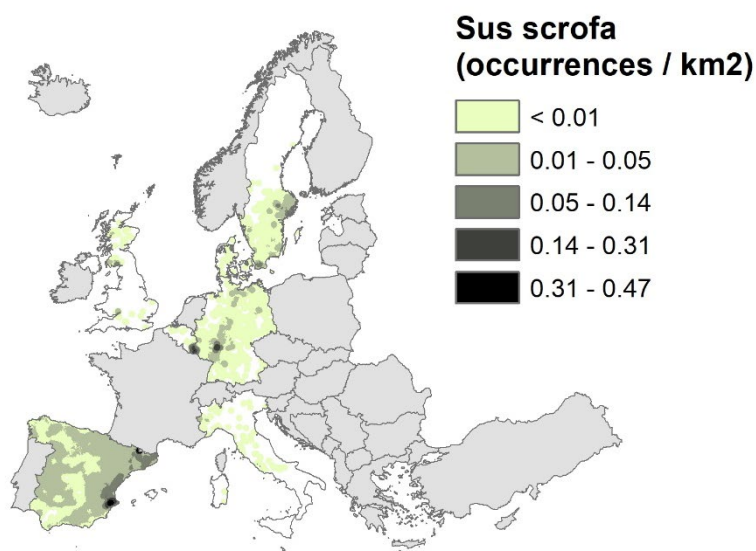 Sus scrofa
(occurrences / km2)
< 0.01
0.01 - 0.05
0.05 - 0.14
0.14 - 0.31
0.31 - 0.47